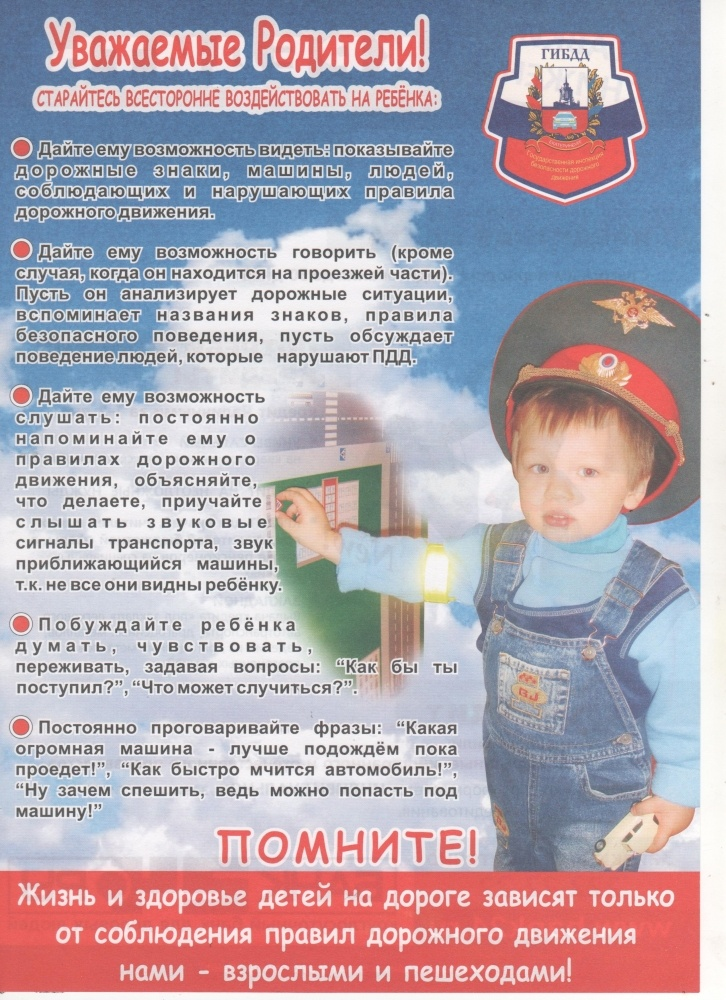 Уважаемые Родители!
СТАРАЙТЕСЬ ВСЕСТОРОННЕ ВОЗДЕЙСТВОВАТЬ НА РЕБЁНКА:
ГИБДД
Государственная инспекция
безопасности дорожного
движения
Дайте ему возможность видеть: показывайте
дорожные знаки, машины, людей,
соблюдающих и нарушающих правила
дорожного движения.
Дайте ему возможность говорить (кроме
случая, когда он находится на проезжей части).
Пусть он анализирует дорожные ситуации,
вспоминает названия знаков, правила
безопасного поведения, пусть обсуждает
поведение людей, которые нарушают ПДД.
Дайте ему возможность
слушать: постоянно
напоминайте ему о
правилах дорожного
движения, объясняйте,
что делаете, приучайте
слышать звуковые
сигналы транспорта, звук
приближающийся машины,
т.к. не все они видны ребёнку.
Побуждайте ребёнка
думать, чувствовать,
переживать, задавая вопросы: “Как бы ты
поступил?”, “Что может случиться?”.
Постоянно проговаривайте фразы: “Какая
огромная машина - лучше подождём пока
проедет!”, “Как быстро мчится автомобиль!”,
“Ну зачем спешить, ведь можно попасть под
машину!”
ПОМНИТЕ!
Жизнь и здоровье детей на дороге зависят только
от соблюдения правил дорожного движения
нами - взрослыми и пешеходами!